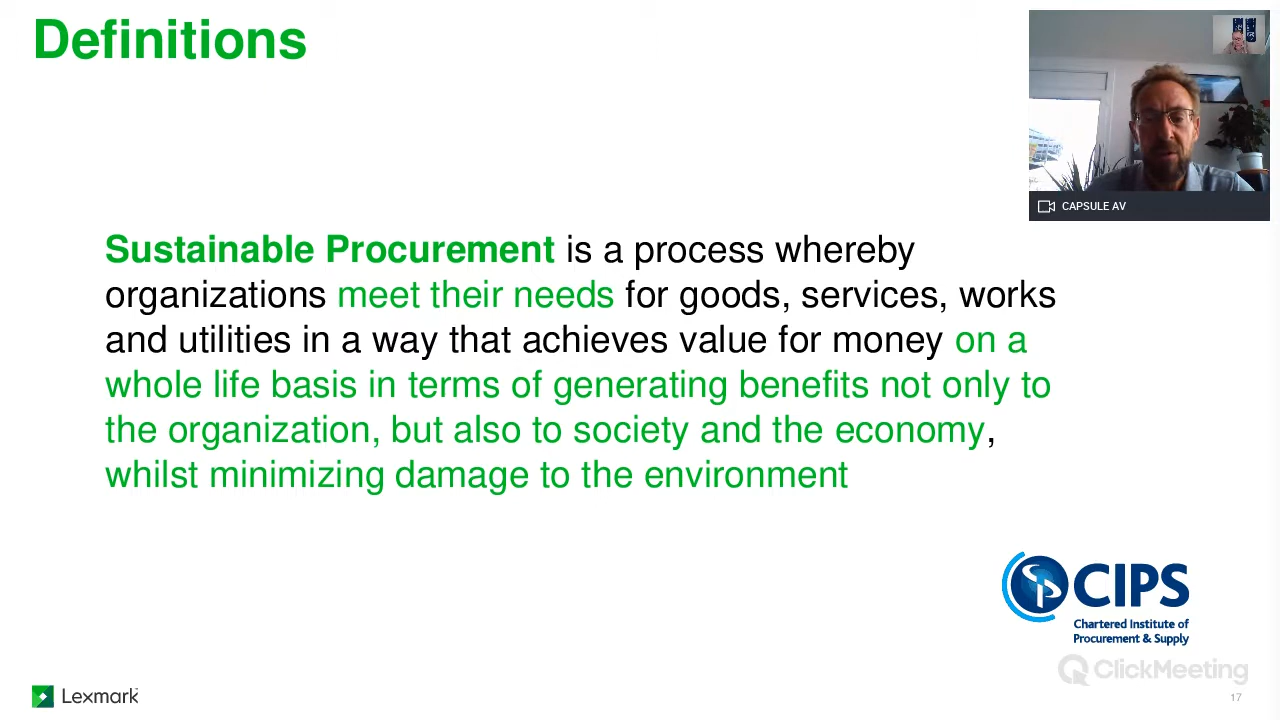 Definitions
CAPSULE AV
Sustainable Procurement is a process whereby
organizations meet their needs for goods, services, works
and utilities in a way that achieves value for money on a
whole life basis in terms of generating benefits not only to
the organization, but also to society and the economy,
whilst minimizing damage to the environment
CIPS
Chartered Institute of
Procurement & Supply
ClickMeeting
Lexmark
17